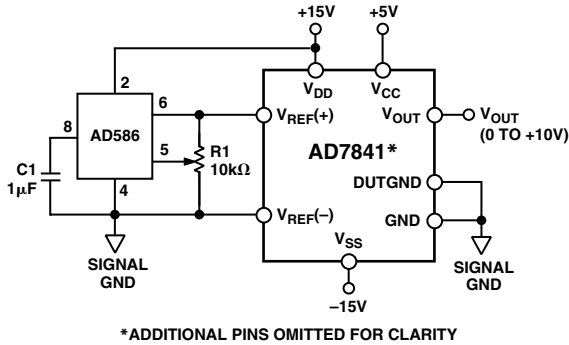 +15V
+5V
2
V_DD
V_CC
6
V_REF(+)
V_OUT
V_OUT
(0 TO +10V)
8
AD586
5
R1
10kΩ
AD7841*
C1
1μF
4
DUTGND
GND
V_REF(–)
V_SS
SIGNAL
GND
SIGNAL
GND
–15V
*ADDITIONAL PINS OMITTED FOR CLARITY